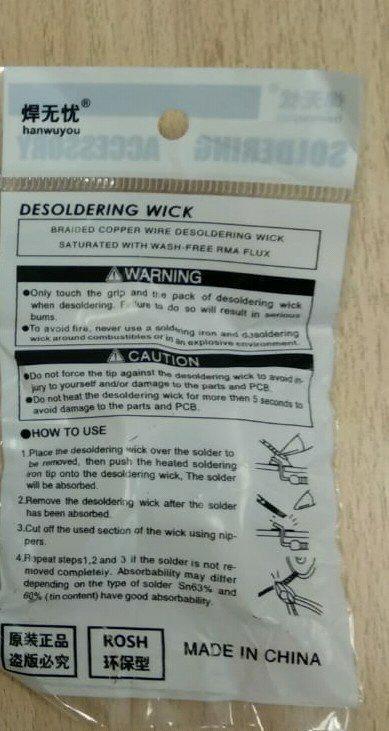 焊无忧®
hanwuyou
SOLDERING ACCESSORY
DESOLDERING WICK
BRAIDED COPPER WIRE DESOLDERING WICK
SATURATED WITH WASH-FREE RMA FLUX
WARNING
●Only touch the grip and the pack of desoldering wick
when desoldering. Failure to do so will result in serious
burns.
●To avoid fire, never use a soldering iron and desoldering
wick around combustibles or in an explosive environment.
CAUTION
●Do not force the tip against the desoldering wick to avoid in-
jury to yourself and/or damage to the parts and PCB.
●Do not heat the desoldering wick for more then 5 seconds to
avoid damage to the parts and PCB.
●HOW TO USE
1.Place the desoldering wick over the solder to
be removed, then push the heated soldering
iron tip onto the desoldering wick, The solder
will be absorbed.
2.Remove the desoldering wick after the solder
has been absorbed.
3.Cut off the used section of the wick using nip-
pers.
4.Repeat steps1,2 and 3 if the solder is not re-
moved completely. Absorbability may differ
depending on the type of solder Sn63% and
60% (tin content) have good absorbability.
原装正品
盗版必究
ROSH
环保型
MADE IN CHINA